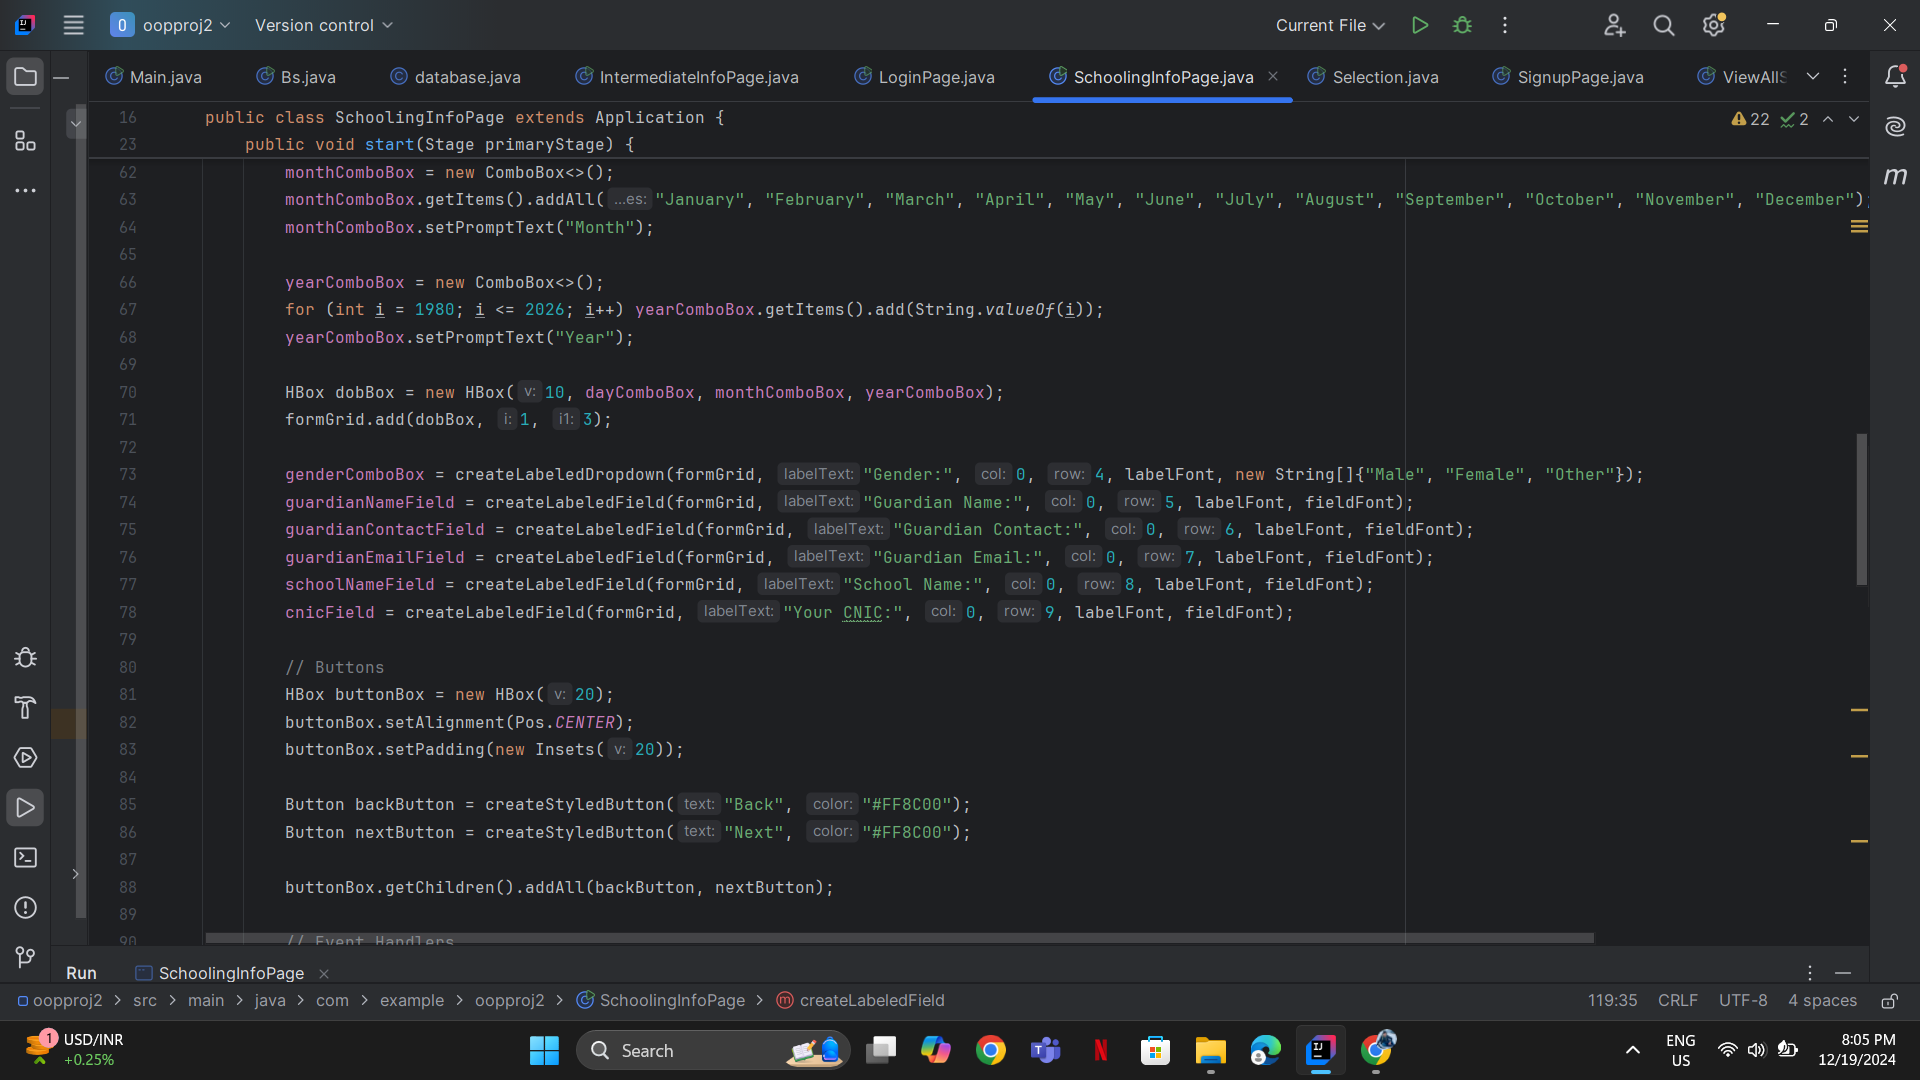 oopproj2 Version control Current File
Main.java Bs.java database.java IntermediateInfoPage.java LoginPage.java SchoolingInfoPage.java Selection.java SignupPage.java ViewAllS
16 public class SchoolingInfoPage extends Application { 22 2
23 public void start(Stage primaryStage) {
62 monthComboBox = new ComboBox<>();
63 monthComboBox.getItems().addAll( ...es: "January", "February", "March", "April", "May", "June", "July", "August", "September", "October", "November", "December");
64 monthComboBox.setPromptText("Month");
65
66 yearComboBox = new ComboBox<>();
67 for (int i = 1980; i <= 2026; i++) yearComboBox.getItems().add(String.valueOf(i));
68 yearComboBox.setPromptText("Year");
69
70 HBox dobBox = new HBox( v: 10, dayComboBox, monthComboBox, yearComboBox);
71 formGrid.add(dobBox, i: 1, i1: 3);
72
73 genderComboBox = createLabeledDropdown(formGrid, labelText: "Gender:", col: 0, row: 4, labelFont, new String[]{"Male", "Female", "Other"});
74 guardianNameField = createLabeledField(formGrid, labelText: "Guardian Name:", col: 0, row: 5, labelFont, fieldFont);
75 guardianContactField = createLabeledField(formGrid, labelText: "Guardian Contact:", col: 0, row: 6, labelFont, fieldFont);
76 guardianEmailField = createLabeledField(formGrid, labelText: "Guardian Email:", col: 0, row: 7, labelFont, fieldFont);
77 schoolNameField = createLabeledField(formGrid, labelText: "School Name:", col: 0, row: 8, labelFont, fieldFont);
78 cnicField = createLabeledField(formGrid, labelText: "Your CNIC:", col: 0, row: 9, labelFont, fieldFont);
79
80 // Buttons
81 HBox buttonBox = new HBox( v: 20);
82 buttonBox.setAlignment(Pos.CENTER);
83 buttonBox.setPadding(new Insets( v: 20));
84
85 Button backButton = createStyledButton( text: "Back", color: "#FF8C00");
86 Button nextButton = createStyledButton( text: "Next", color: "#FF8C00");
87
88 buttonBox.getChildren().addAll(backButton, nextButton);
89
90 // Event Handlers
Run SchoolingInfoPage
oopproj2 > src > main > java > com > example > oopproj2 > SchoolingInfoPage > createLabeledField 119:35 CRLF UTF-8 4 spaces
1 USD/INR
+0.25%
Search
ENG
US
8:05 PM
12/19/2024